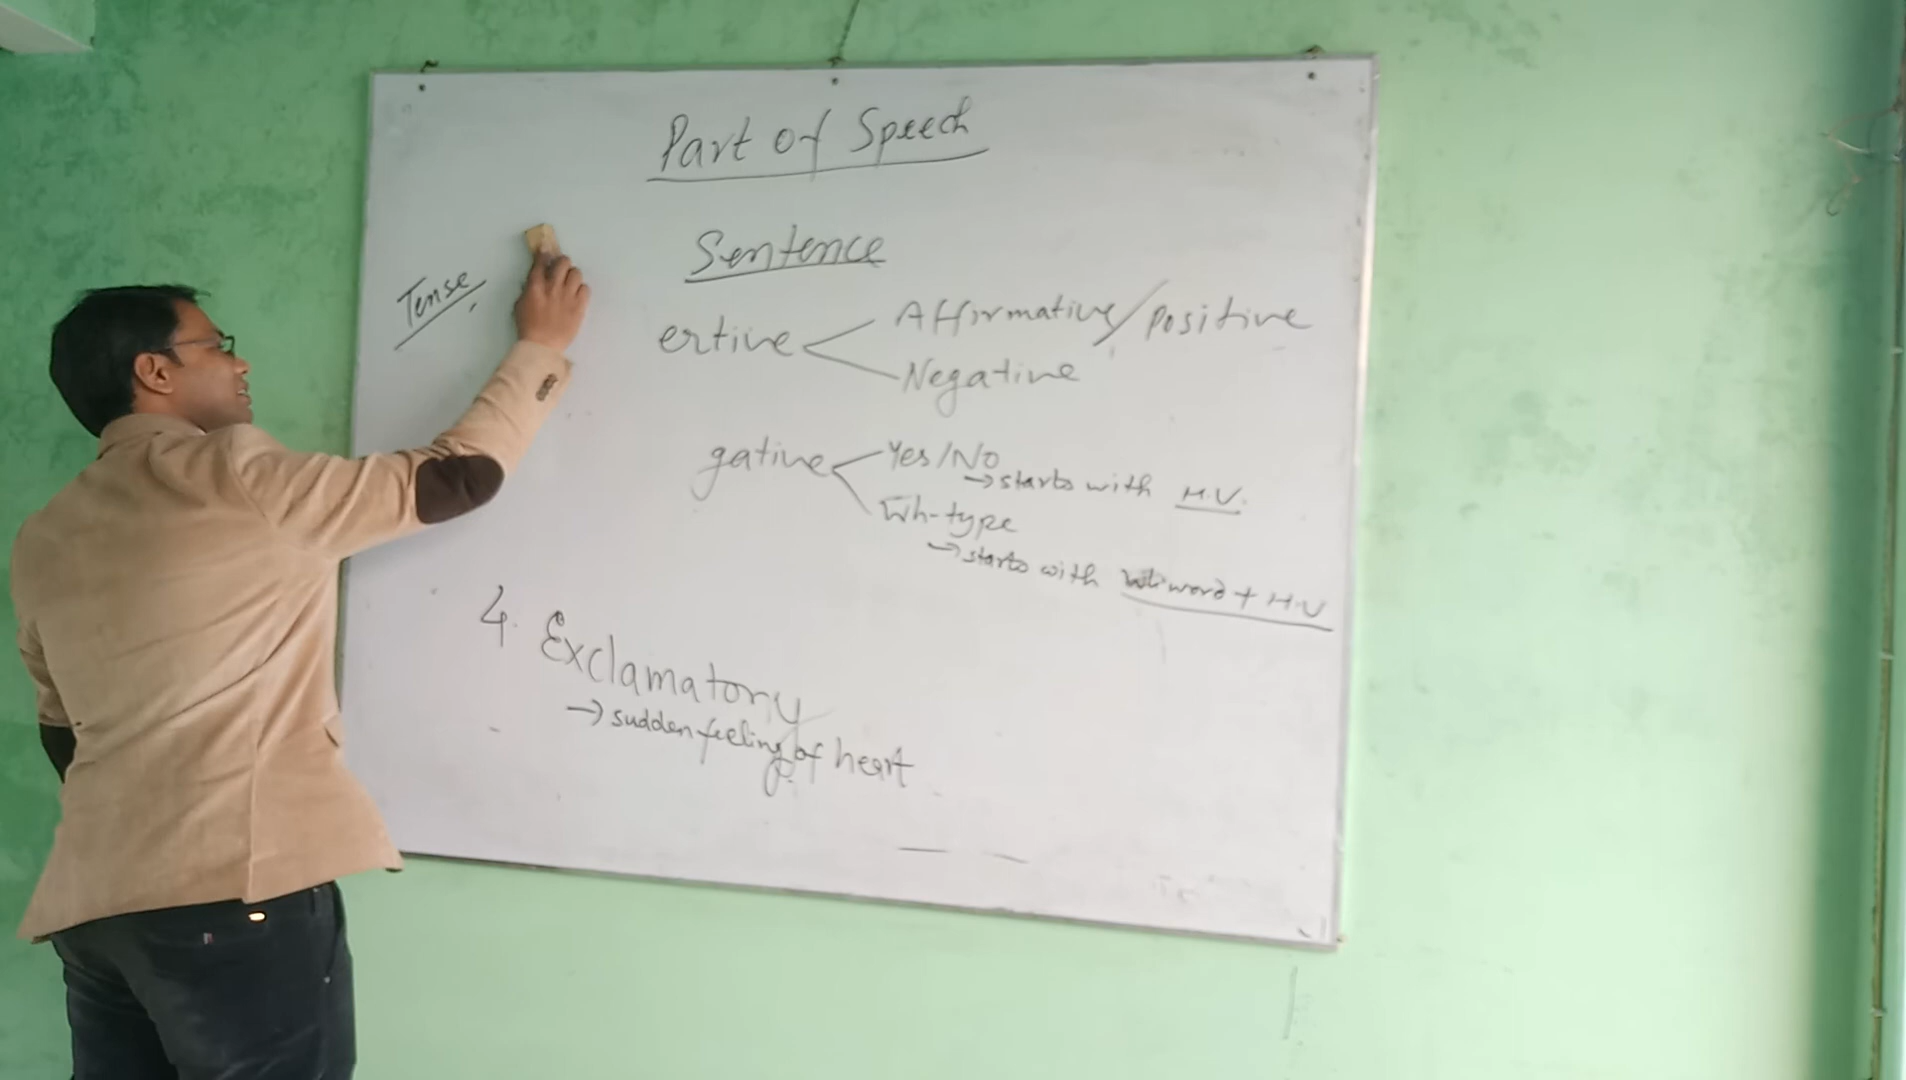 Part of Speech
Sentence
Tense
ertive
Affirmative/Positive
Negative
gative
Yes/No
→ starts with H.V.
Wh-type
→ starts with Wh-word + H.V
4. Exclamatory
→ sudden feeling of heart